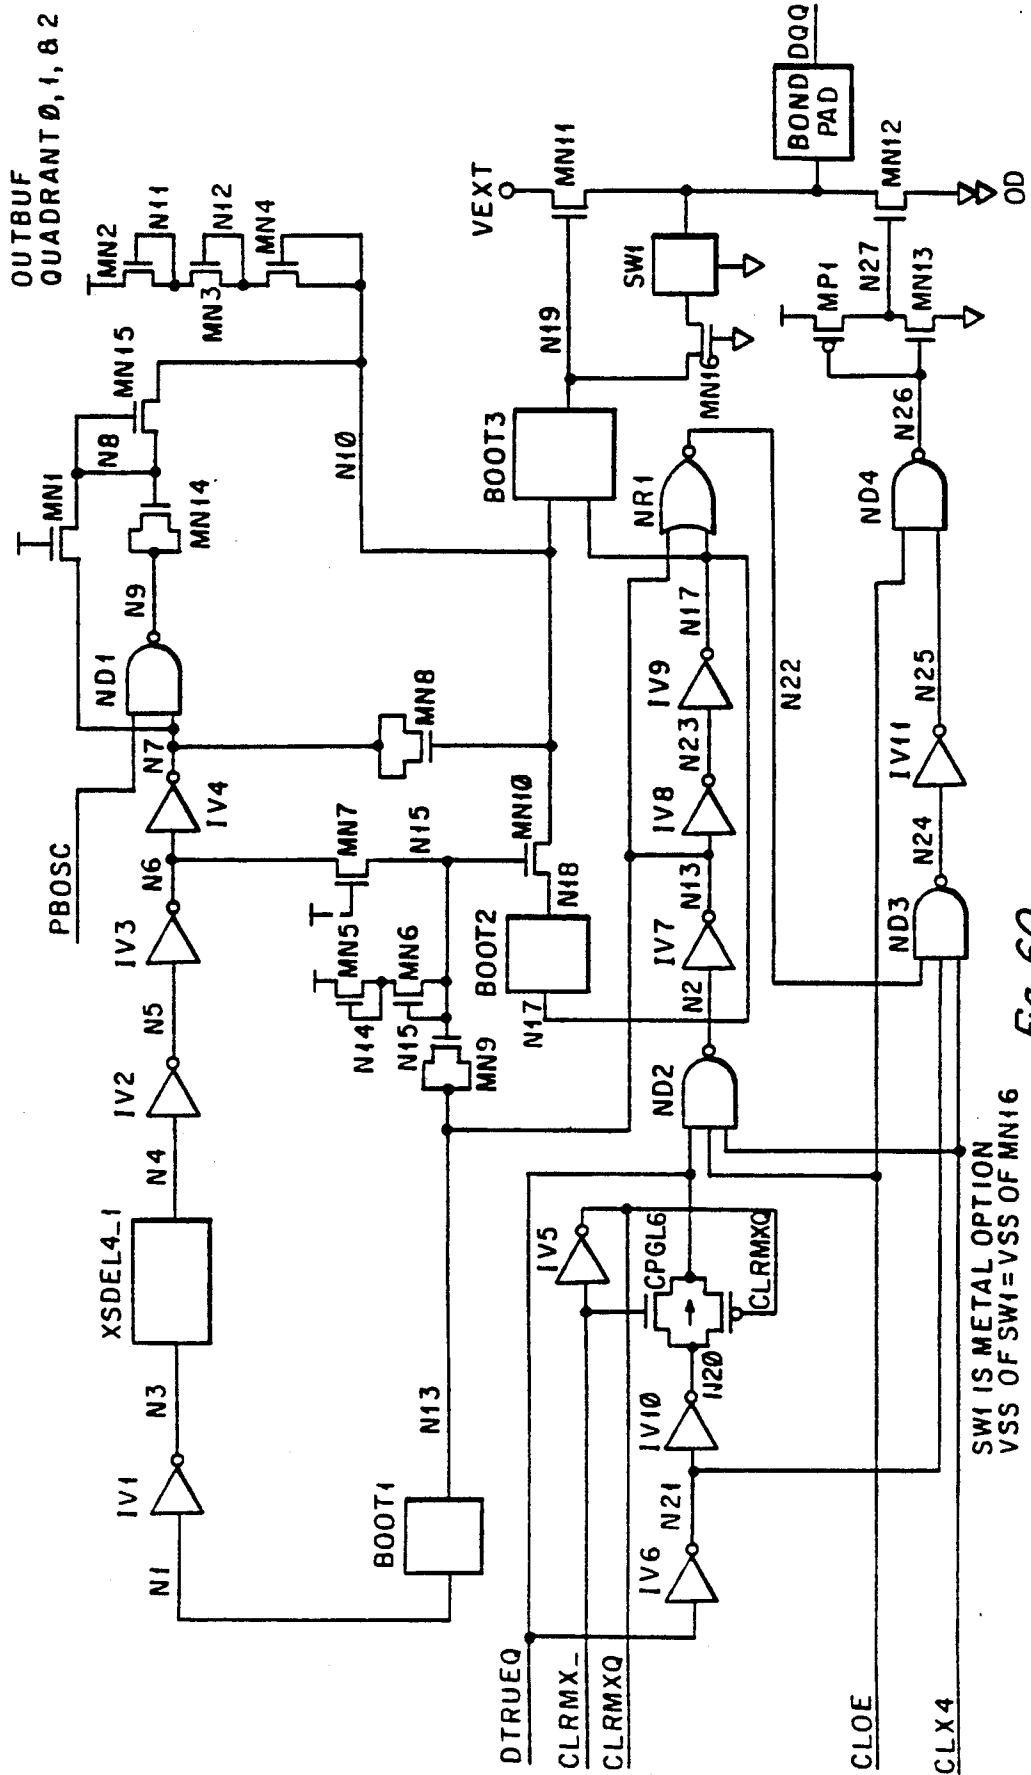 OUTBUF
QUADRANT 0, 1, & 2
PBOSC
IV1
N1
N3
XSDEL4_1
N4
IV2
N5
IV3
N6
IV4
N7
ND1
N9
MN1
N8
MN14
MN15
MN2
N11
MN3
N12
MN4
N10
BOOT1
N13
MN5
N14
MN6
N15
MN9
MN7
N15
MN8
MN10
N18
BOOT2
N17
BOOT3
N19
VEXT
MN11
SW1
MN16
DTRUEQ
CLRMX_
CLRMXQ
IV5
IV6
N21
IV10
N20
CPGL6
CLRMXQ
ND2
N2
IV7
N13
IV8
N23
IV9
N17
NR1
N22
BOND
PAD
DQQ
MN12
OD
MP1
N27
MN13
N26
CLOE
CLX4
ND3
N24
IV11
N25
ND4
SW1 IS METAL OPTION
VSS OF SW1=VSS OF MN16